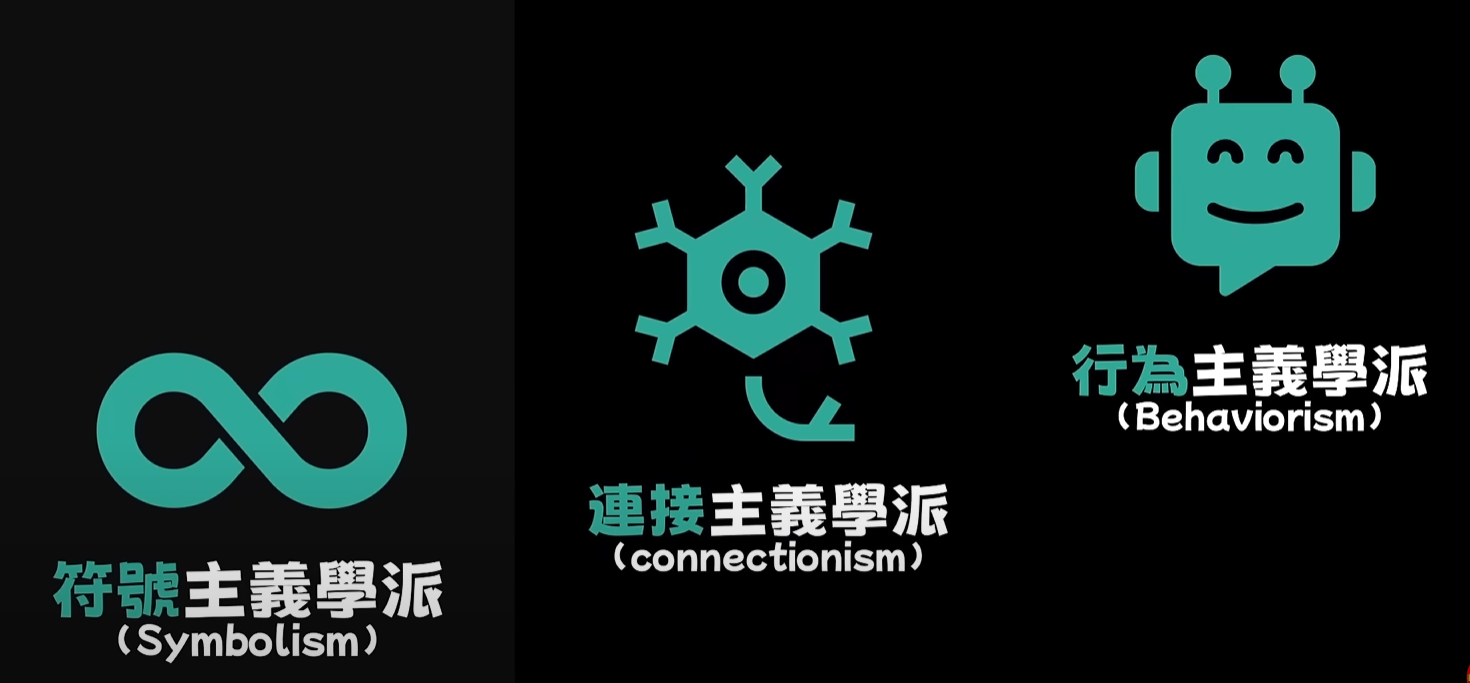 符號主義學派
(Symbolism)
連接主義學派
(connectionism)
行為主義學派
(Behaviorism)